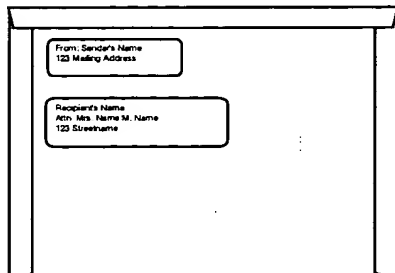 From: Sender's Name
123 Mailing Address
Recipient's Name
Attn: Mrs. Name M. Name
123 Streetname